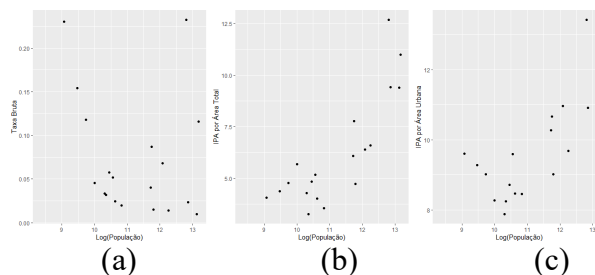 0.20
0.15
0.10
0.05
0.00
Taxa Bruta
9 10 11 12 13
Log(População)
(a)
12.5
10.0
7.5
5.0
IPA por Área Total
9 10 11 12 13
Log(População)
(b)
12
10
8
IPA por Área Urbana
9 10 11 12 13
Log(População)
(c)